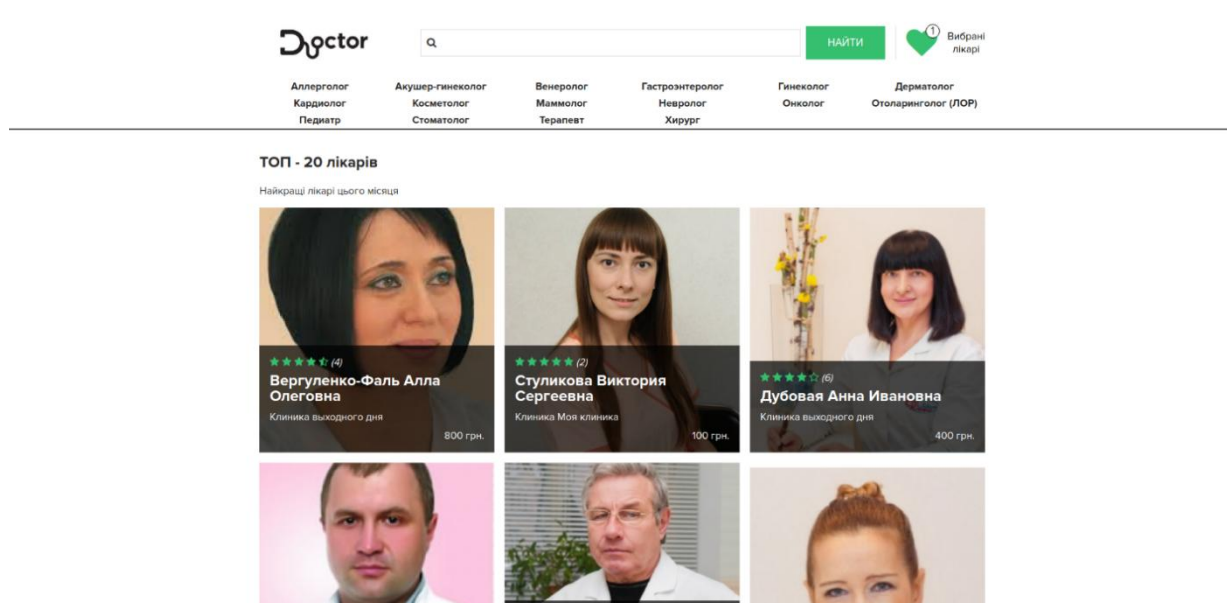 Doctor
НАЙТИ
1
Вибрані
лікарі
Аллерголог Акушер-гинеколог Венеролог Гастроэнтеролог Гинеколог Дерматолог
Кардиолог Косметолог Маммолог Невролог Онколог Отоларинголог (ЛОР)
Педиатр Стоматолог Терапевт Хирург
ТОП - 20 лікарів
Найкращі лікарі цього місяця
(4)
Вергуленко-Фаль Алла
Олеговна
Клиника выходного дня
800 грн.
(2)
Стуликова Виктория
Сергеевна
Клиника Моя клиника
100 грн.
(6)
Дубовая Анна Ивановна
Клиника выходного дня
400 грн.